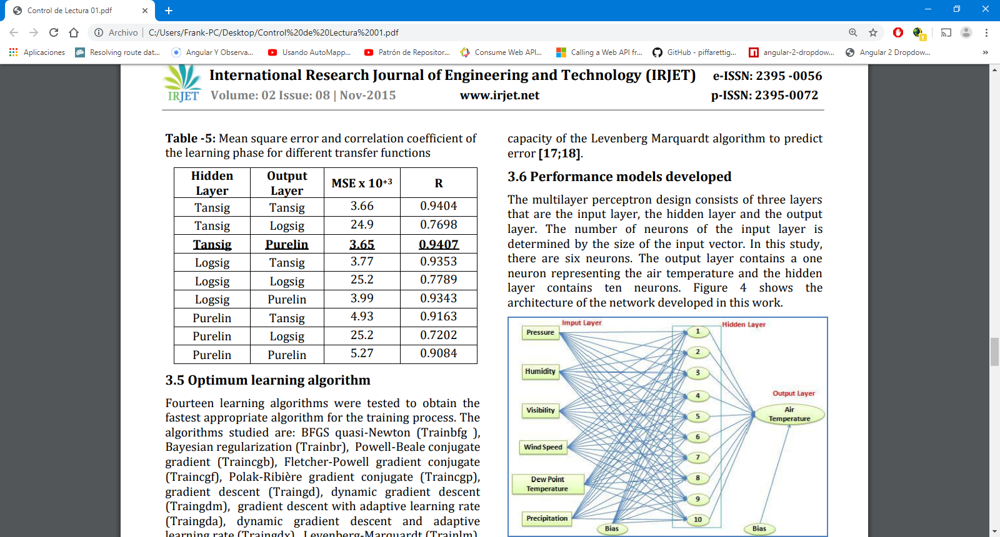 Control de Lectura 01.pdf
Archivo | C:/Users/Frank-PC/Desktop/Control%20de%20Lectura%2001.pdf
Aplicaciones Resolving route dat... Angular Y Observa... Usando AutoMapp... Patrón de Repositor... Consume Web API... Calling a Web API fr... GitHub - piffarettig... angular-2-dropdow... Angular 2 Dropdow... »
International Research Journal of Engineering and Technology (IRJET) e-ISSN: 2395 -0056
IRJET Volume: 02 Issue: 08 | Nov-2015 www.irjet.net p-ISSN: 2395-0072
Table -5: Mean square error and correlation coefficient of
the learning phase for different transfer functions
Hidden Layer Output Layer MSE x 10+3 R
Tansig Tansig 3.66 0.9404
Tansig Logsig 24.9 0.7698
Tansig Purelin 3.65 0.9407
Logsig Tansig 3.77 0.9353
Logsig Logsig 25.2 0.7789
Logsig Purelin 3.99 0.9343
Purelin Tansig 4.93 0.9163
Purelin Logsig 25.2 0.7202
Purelin Purelin 5.27 0.9084
3.5 Optimum learning algorithm
Fourteen learning algorithms were tested to obtain the
fastest appropriate algorithm for the training process. The
algorithms studied are: BFGS quasi-Newton (Trainbfg ),
Bayesian regularization (Trainbr), Powell-Beale conjugate
gradient (Traincgb), Fletcher-Powell gradient conjugate
(Traincgf), Polak-Ribière gradient conjugate (Traincgp),
gradient descent (Traingd), dynamic gradient descent
(Traingdm), gradient descent with adaptive learning rate
(Traingda), dynamic gradient descent and adaptive
learning rate (Traingdx), Levenberg-Marquardt (Trainlm),
capacity of the Levenberg Marquardt algorithm to predict
error [17;18].
3.6 Performance models developed
The multilayer perceptron design consists of three layers
that are the input layer, the hidden layer and the output
layer. The number of neurons of the input layer is
determined by the size of the input vector. In this study,
there are six neurons. The output layer contains a one
neuron representing the air temperature and the hidden
layer contains ten neurons. Figure 4 shows the
architecture of the network developed in this work.
Imput Layer
Hidden Layer
Output Layer
Pressure
Humidity
Visibility
Wind Speed
Dew Point
Temperature
Precipitation
Bias
1
2
3
4
5
6
7
8
9
10
Air
Temperature
Bias